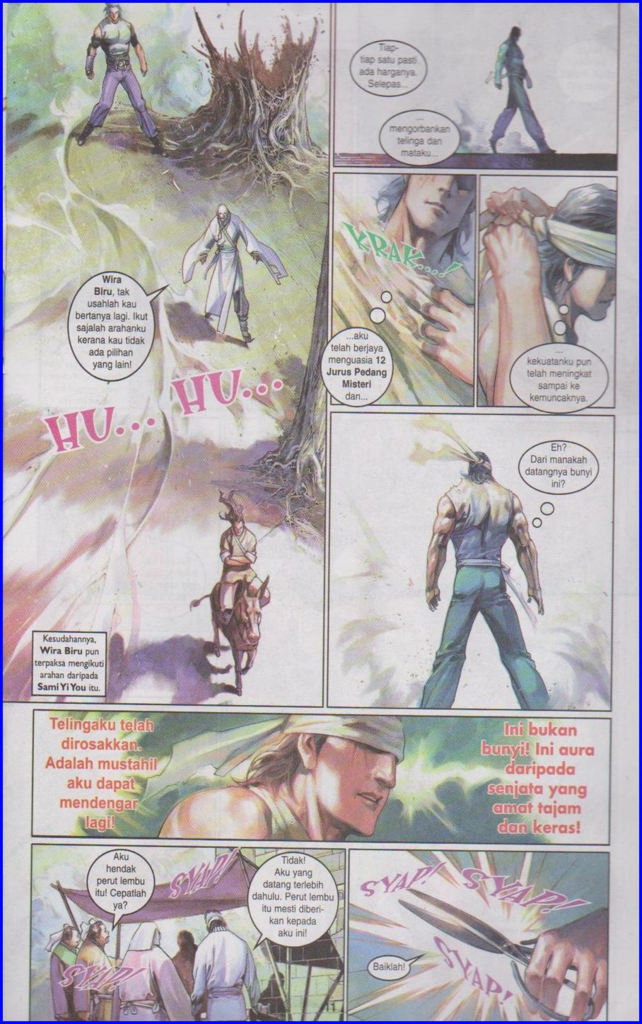 Wira
Biru, tak
usahlah kau
bertanya lagi. Ikut
sajalah arahanku
kerana kau tidak
ada pilihan
yang lain!
HU... HU...
Kesudahannya,
Wira Biru pun
terpaksa mengikuti
arahan daripada
Sami Yi You itu.
Tiap-
tiap satu pasti
ada harganya.
Selepas...
mengorbankan
telinga dan
mataku...
KRAK...!
...aku
telah berjaya
menguasia 12
Jurus Pedang
Misteri
dan...
...
kekuatanku pun
telah meningkat
sampai ke
kemuncaknya.
Eh?
Dari manakah
datangnya bunyi
ini?
Telingaku telah
dirosakkan.
Adalah mustahil
aku dapat
mendengar
lagi!
Ini bukan
bunyi! Ini aura
daripada
senjata yang
amat tajam
dan keras!
Aku
hendak
perut lembu
itu! Cepatlah
ya?
SYAP!
Tidak!
Aku yang
datang terlebih
dahulu. Perut lembu
itu mesti diberi-
kan kepada
aku ini!
SYAP!
SYAP!
SYAP!
SYAP!
Baiklah!